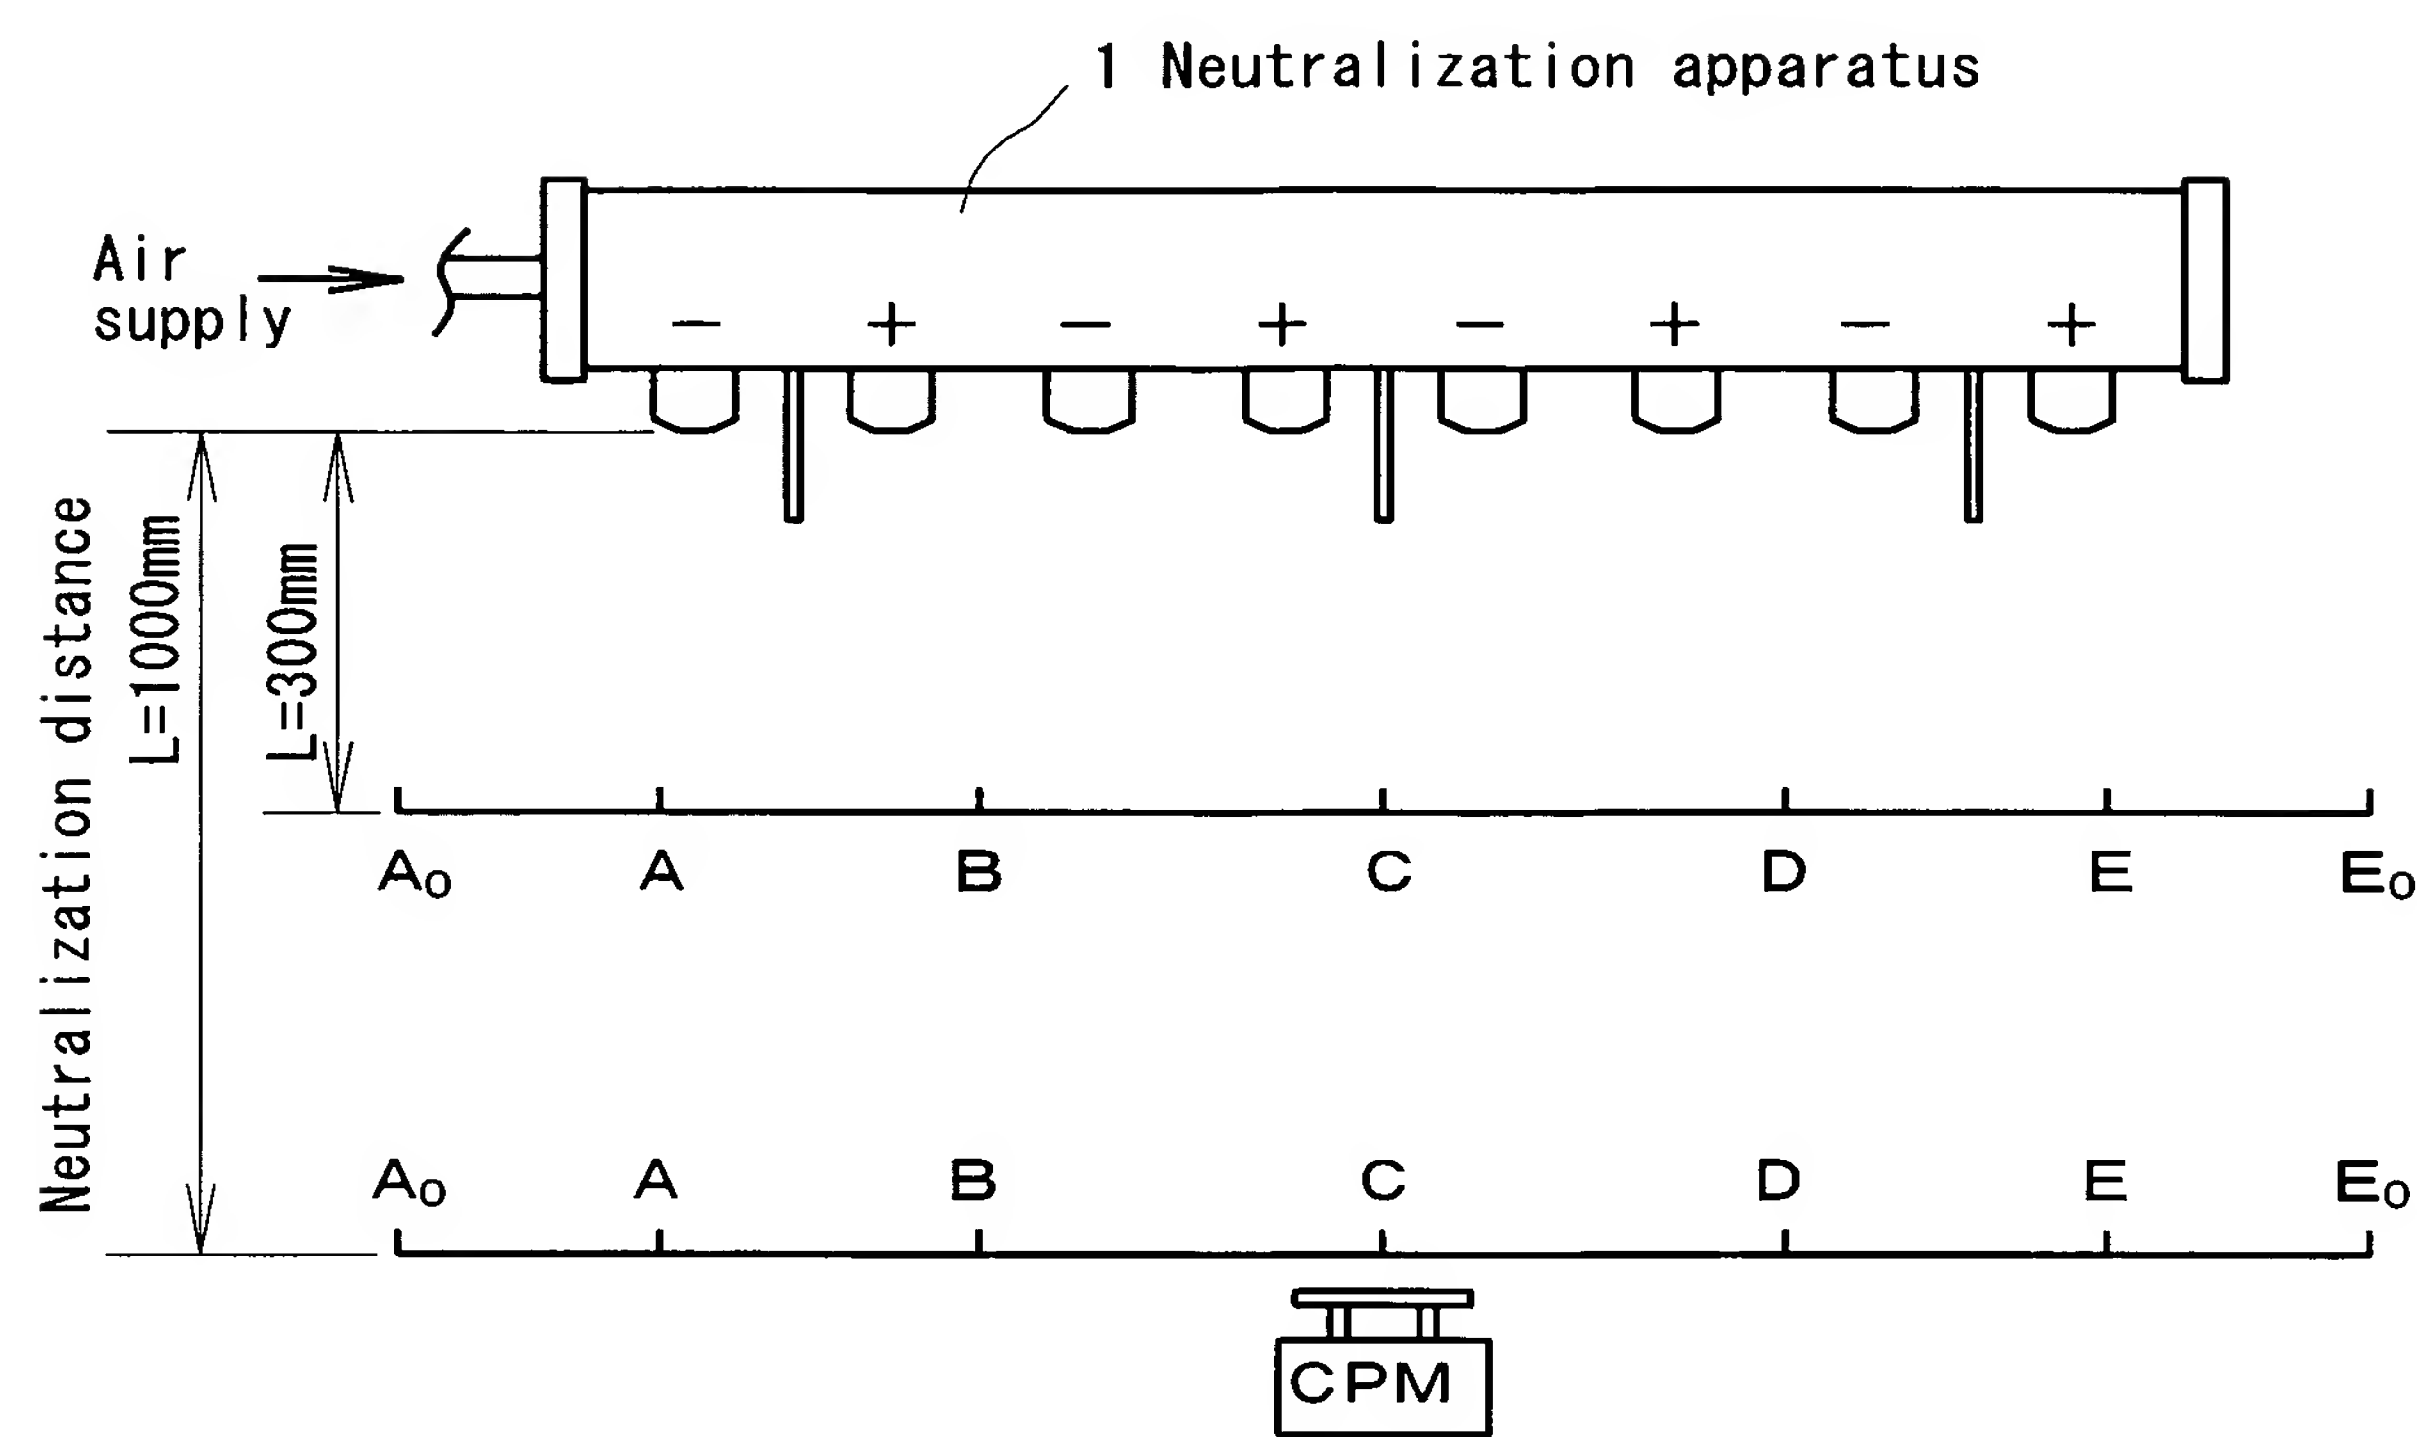 1 Neutralization apparatus
Air
supply
− + − + − + − +
Neutralization distance
L=1000mm
L=300mm
A₀ A B C D E E₀
A₀ A B C D E E₀
CPM